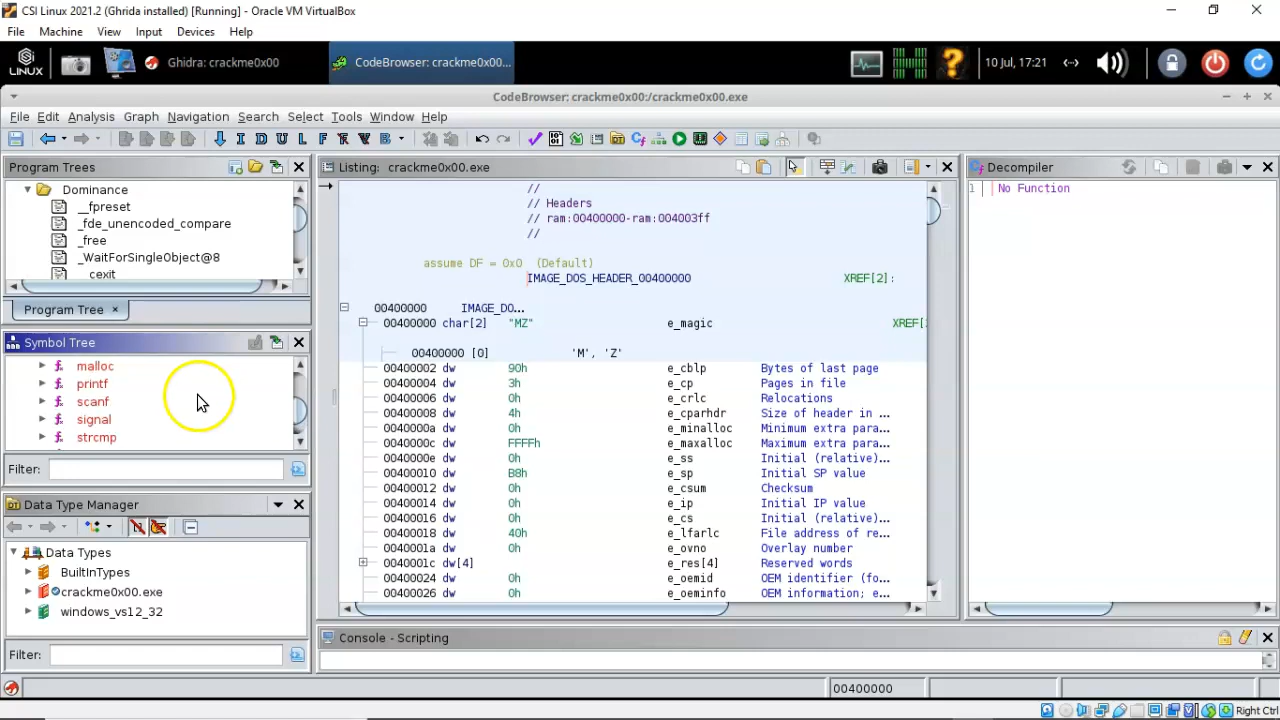 CSI Linux 2021.2 (Ghrida installed) [Running] - Oracle VM VirtualBox
File Machine View Input Devices Help
LINUX
Ghidra: crackme0x00
CodeBrowser: crackme0x00:...
10 Jul, 17:21
CodeBrowser: crackme0x00:/crackme0x00.exe
File Edit Analysis Graph Navigation Search Select Tools Window Help
I D U L F V B
Program Trees
Dominance
__fpreset
_fde_unencoded_compare
_free
_WaitForSingleObject@8
_cexit
Program Tree
Symbol Tree
malloc
printf
scanf
signal
strcmp
Filter:
Data Type Manager
Data Types
BuiltInTypes
crackme0x00.exe
windows_vs12_32
Filter:
Listing: crackme0x00.exe
//
// Headers
// ram:00400000-ram:004003ff
//
assume DF = 0x0 (Default)
IMAGE_DOS_HEADER_00400000 XREF[2]:
00400000 IMAGE_DO...
00400000 char[2] "MZ" e_magic XREF[
00400000 [0] 'M', 'Z'
00400002 dw 90h e_cblp Bytes of last page
00400004 dw 3h e_cp Pages in file
00400006 dw 0h e_crlc Relocations
00400008 dw 4h e_cparhdr Size of header in ...
0040000a dw 0h e_minalloc Minimum extra para...
0040000c dw FFFFh e_maxalloc Maximum extra para...
0040000e dw 0h e_ss Initial (relative)...
00400010 dw B8h e_sp Initial SP value
00400012 dw 0h e_csum Checksum
00400014 dw 0h e_ip Initial IP value
00400016 dw 0h e_cs Initial (relative)...
00400018 dw 40h e_lfarlc File address of re...
0040001a dw 0h e_ovno Overlay number
0040001c dw[4] e_res[4] Reserved words
00400024 dw 0h e_oemid OEM identifier (fo...
00400026 dw 0h e_oeminfo OEM information; e...
Decompiler
1 No Function
Console - Scripting
00400000
Right Ctrl